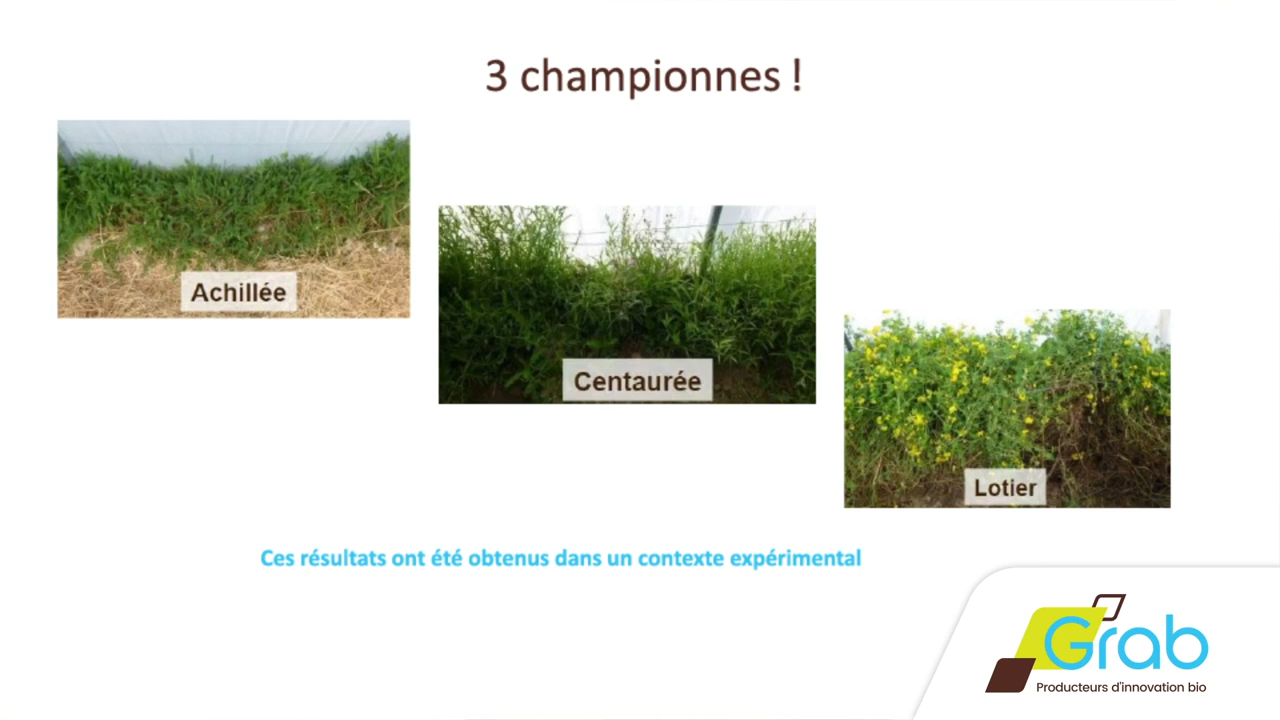 3 championnes !
Achillée
Centaurée
Lotier
Ces résultats ont été obtenus dans un contexte expérimental
Grab
Producteurs d'innovation bio